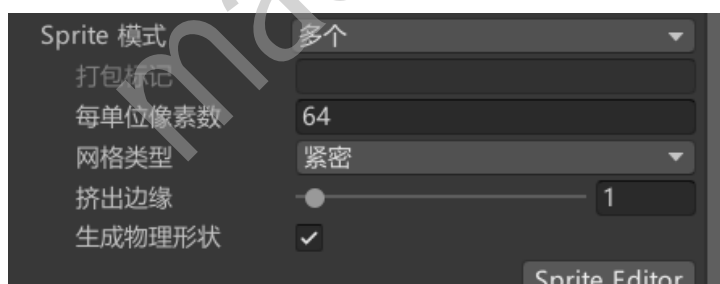 Sprite 模式 多个
打包标记
每单位像素数 64
网格类型 紧密
挤出边缘 1
生成物理形状
Sprite Editor